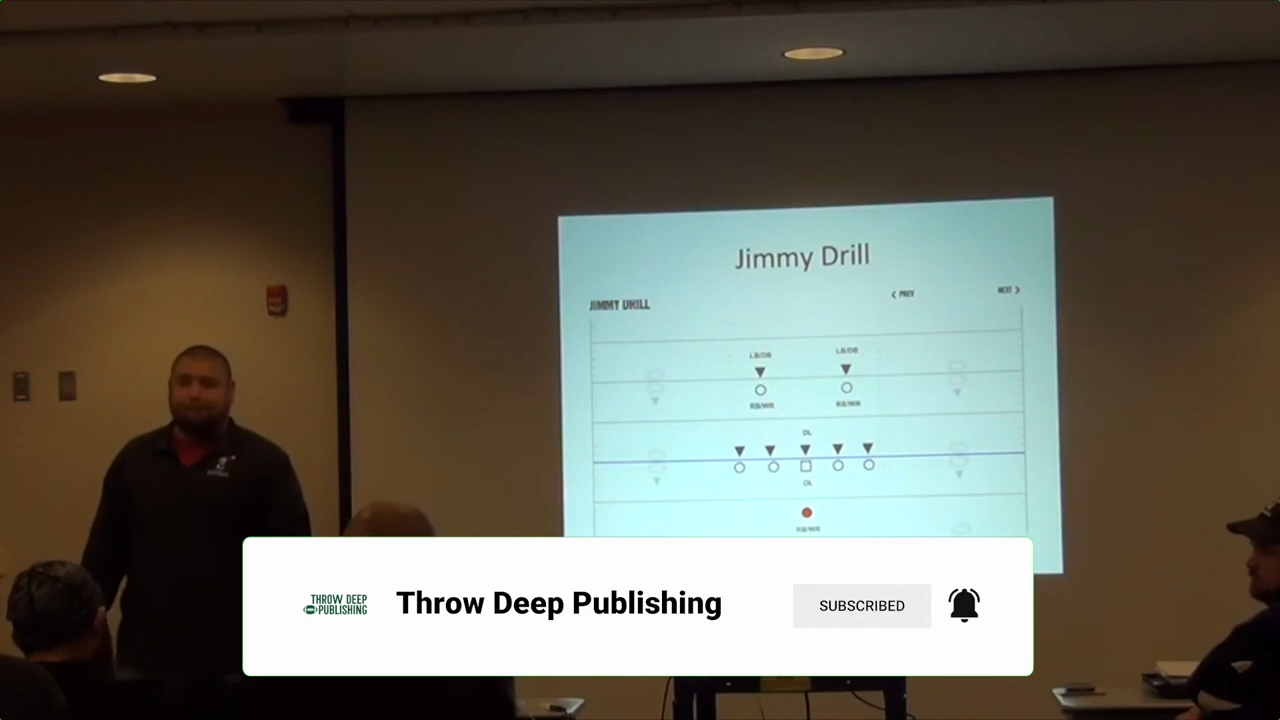 Jimmy Drill
JIMMY DRILL
< PREV
NEXT >
LB/DB
LB/DB
RB/WR
RB/WR
DL
OL
RB/WR
THROW DEEP
PUBLISHING
Throw Deep Publishing
SUBSCRIBED